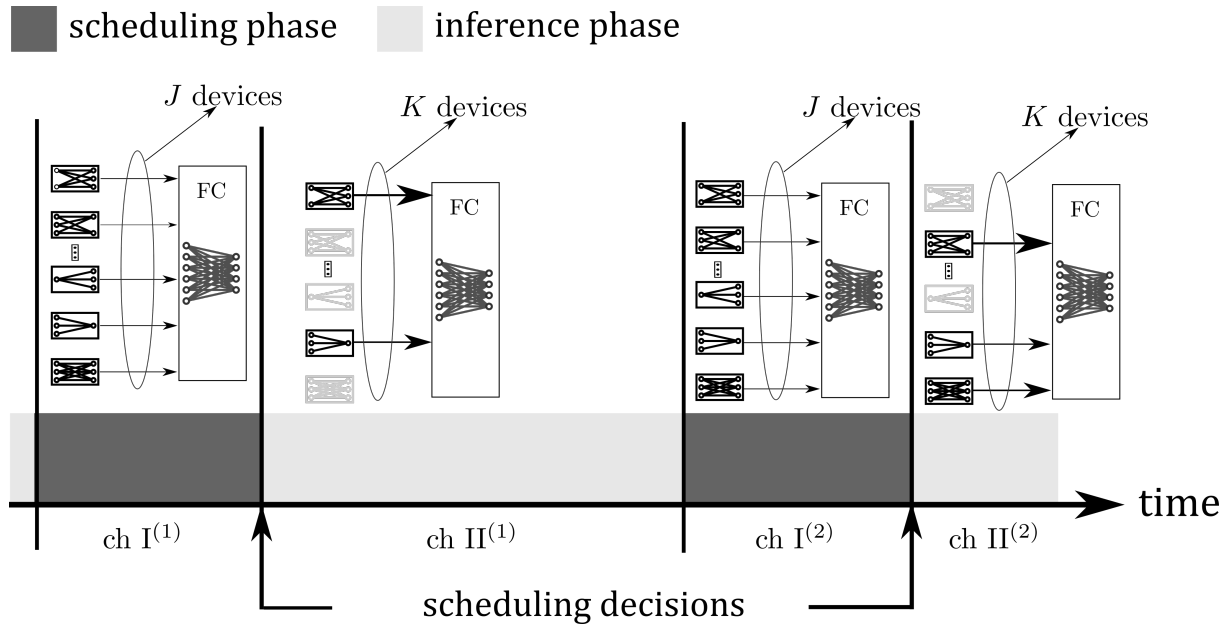 scheduling phase
inference phase
J devices
K devices
J devices
K devices
FC
FC
FC
FC
time
ch I(1)
ch II(1)
ch I(2)
ch II(2)
scheduling decisions